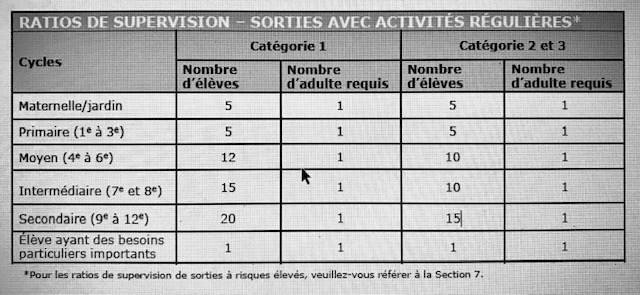 RATIOS DE SUPERVISION – SORTIES AVEC ACTIVITÉS RÉGULIÈRES*
Cycles
Catégorie 1
Catégorie 2 et 3
Nombre d'élèves
Nombre d'adulte requis
Nombre d'élèves
Nombre d'adulte requis
Maternelle/jardin 5 1 5 1
Primaire (1e à 3e) 5 1 5 1
Moyen (4e à 6e) 12 1 10 1
Intermédiaire (7e et 8e) 15 1 10 1
Secondaire (9e à 12e) 20 1 15 1
Élève ayant des besoins
particuliers importants 1 1 1 1
*Pour les ratios de supervision de sorties à risques élevés, veuillez-vous référer à la Section 7.